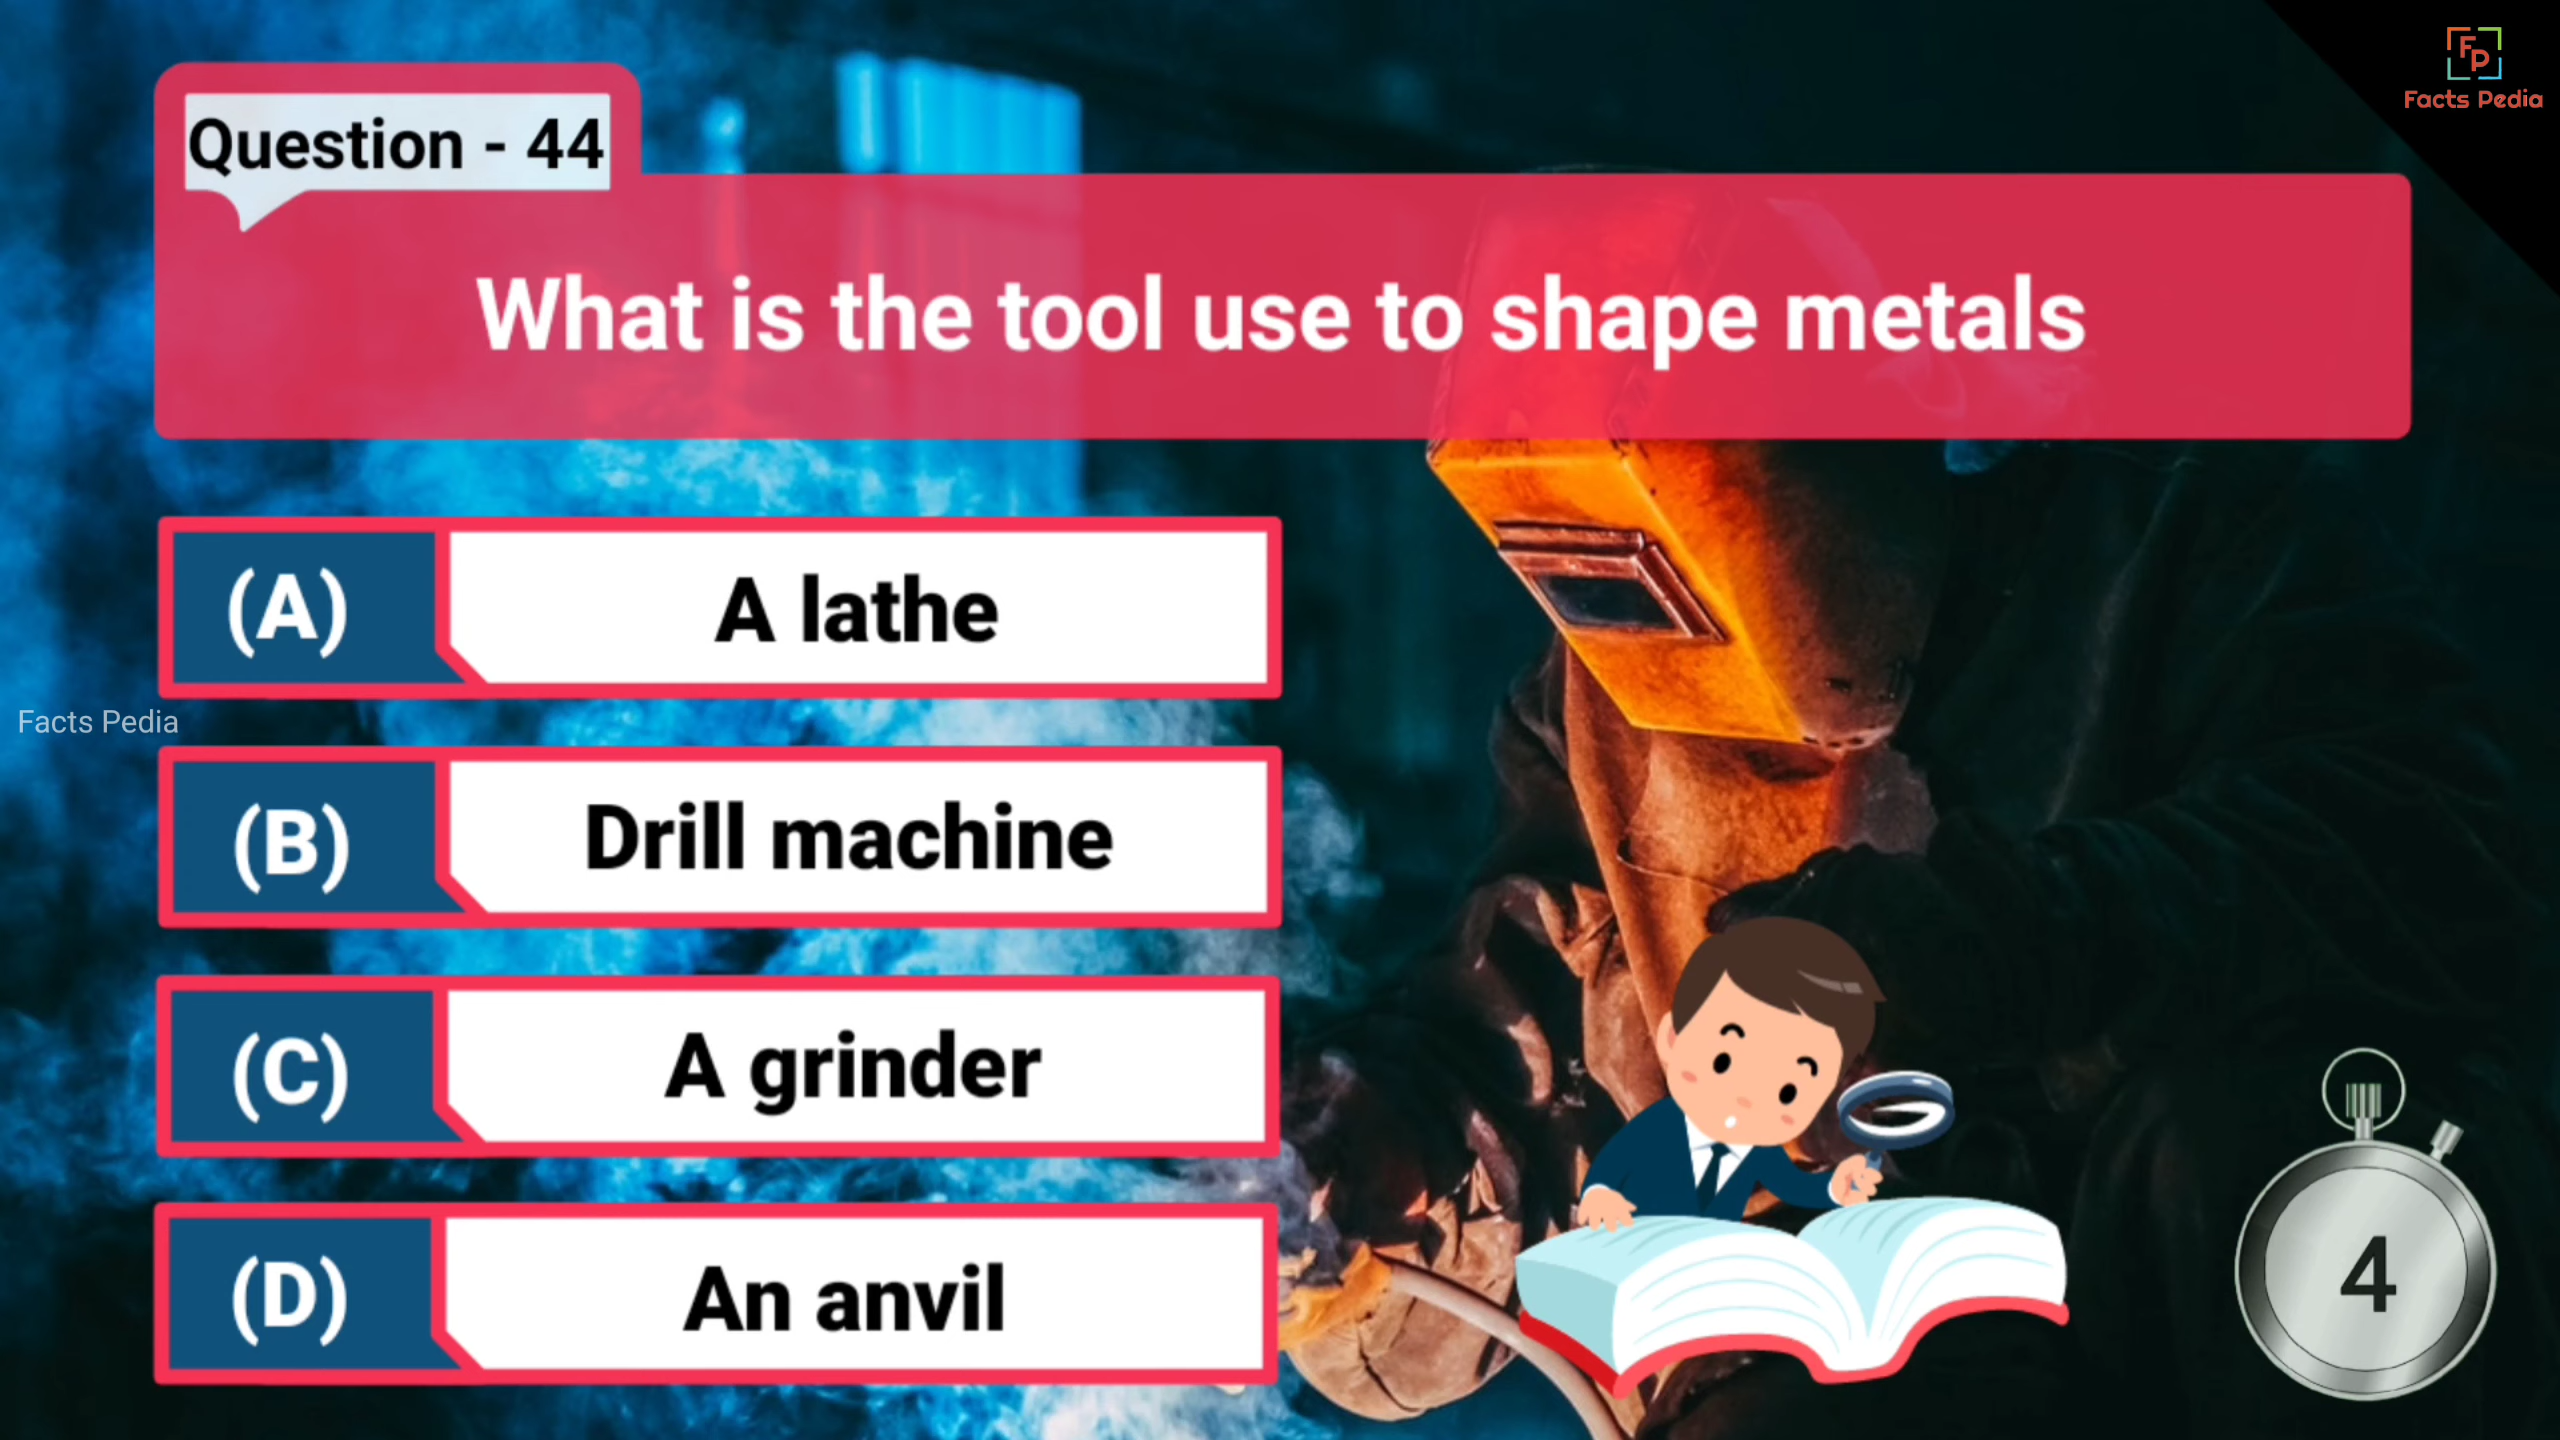 FP
Facts Pedia
Question - 44
What is the tool use to shape metals
(A) A lathe
Facts Pedia
(B) Drill machine
(C) A grinder
(D) An anvil
4